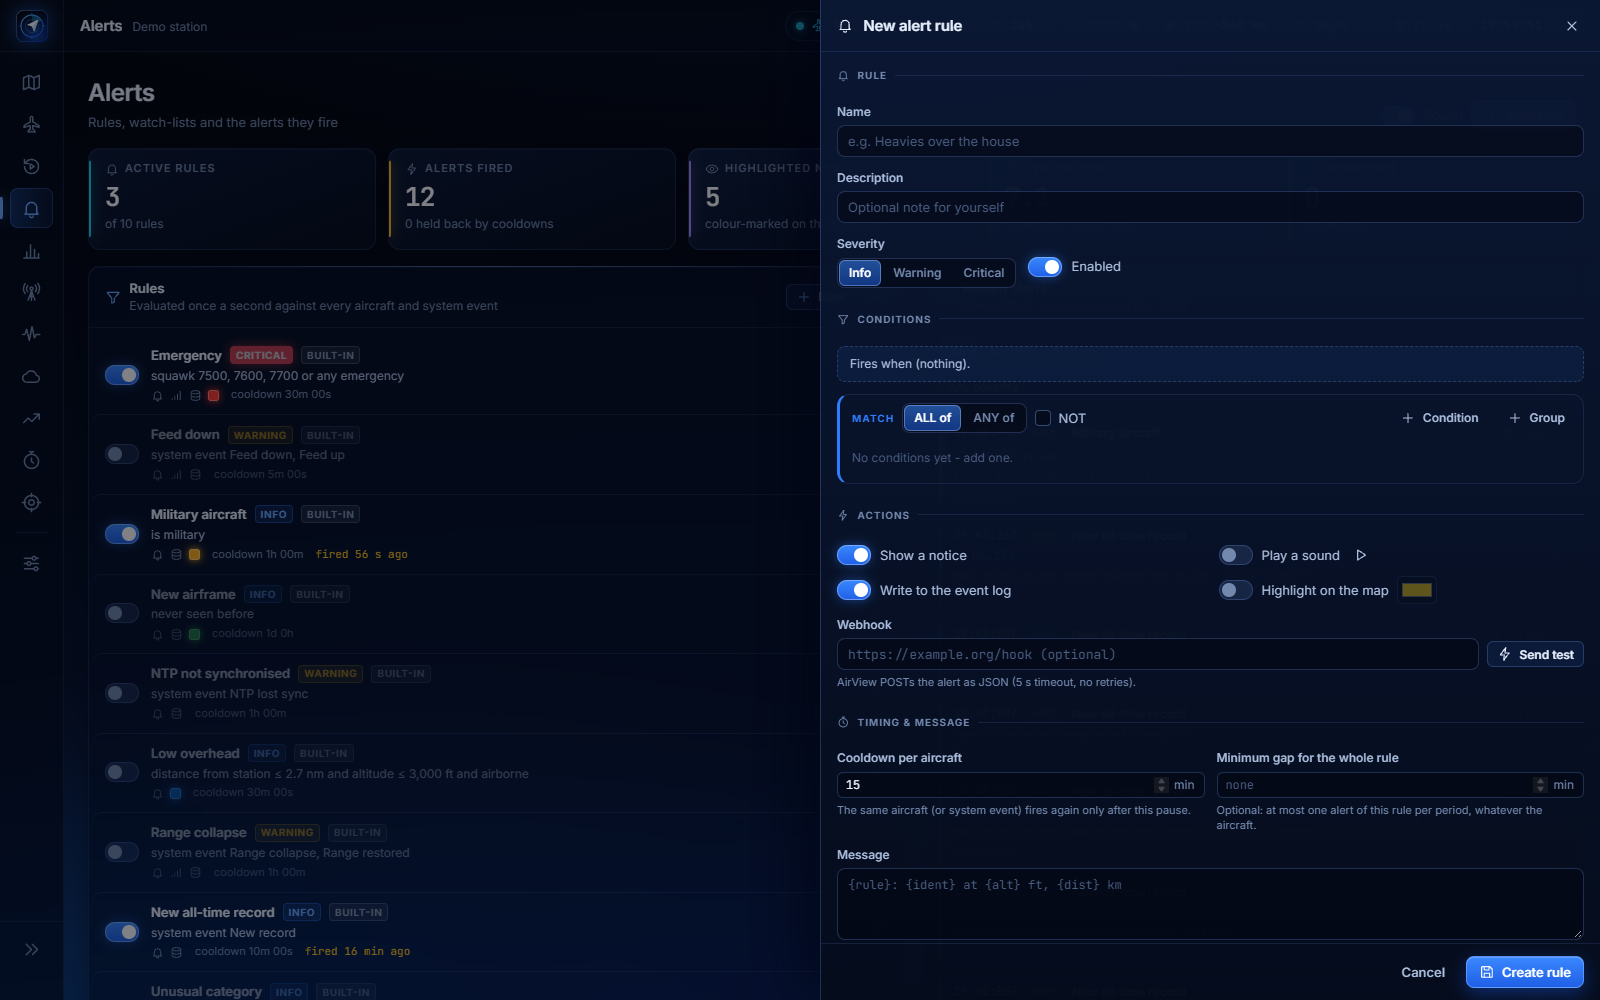 Alerts Demo station
Alerts
Rules, watch-lists and the alerts they fire
ACTIVE RULES
3
of 10 rules
ALERTS FIRED
12
0 held back by cooldowns
HIGHLIGHTED
5
colour-marked on
Rules
Evaluated once a second against every aircraft and system event
Emergency CRITICAL BUILT-IN
squawk 7500, 7600, 7700 or any emergency
cooldown 30m 00s
Feed down WARNING BUILT-IN
system event Feed down, Feed up
cooldown 5m 00s
Military aircraft INFO BUILT-IN
is military
cooldown 1h 00m fired 56 s ago
New airframe INFO BUILT-IN
never seen before
cooldown 1d 0h
NTP not synchronised WARNING BUILT-IN
system event NTP lost sync
cooldown 1h 00m
Low overhead INFO BUILT-IN
distance from station ≤ 2.7 nm and altitude ≤ 3,000 ft and airborne
cooldown 30m 00s
Range collapse WARNING BUILT-IN
system event Range collapse, Range restored
cooldown 1h 00m
New all-time record INFO BUILT-IN
system event New record
cooldown 10m 00s fired 16 min ago
Unusual category INFO BUILT-IN
New alert rule
RULE
Name
e.g. Heavies over the house
Description
Optional note for yourself
Severity
Info Warning Critical Enabled
CONDITIONS
Fires when (nothing).
MATCH ALL of ANY of NOT + Condition + Group
No conditions yet - add one.
ACTIONS
Show a notice Play a sound
Write to the event log Highlight on the map
Webhook
https://example.org/hook (optional) Send test
AirView POSTs the alert as JSON (5 s timeout, no retries).
TIMING & MESSAGE
Cooldown per aircraft
15 min
The same aircraft (or system event) fires again only after this pause.
Minimum gap for the whole rule
none min
Optional: at most one alert of this rule per period, whatever the
aircraft.
Message
{rule}: {ident} at {alt} ft, {dist} km
Cancel Create rule